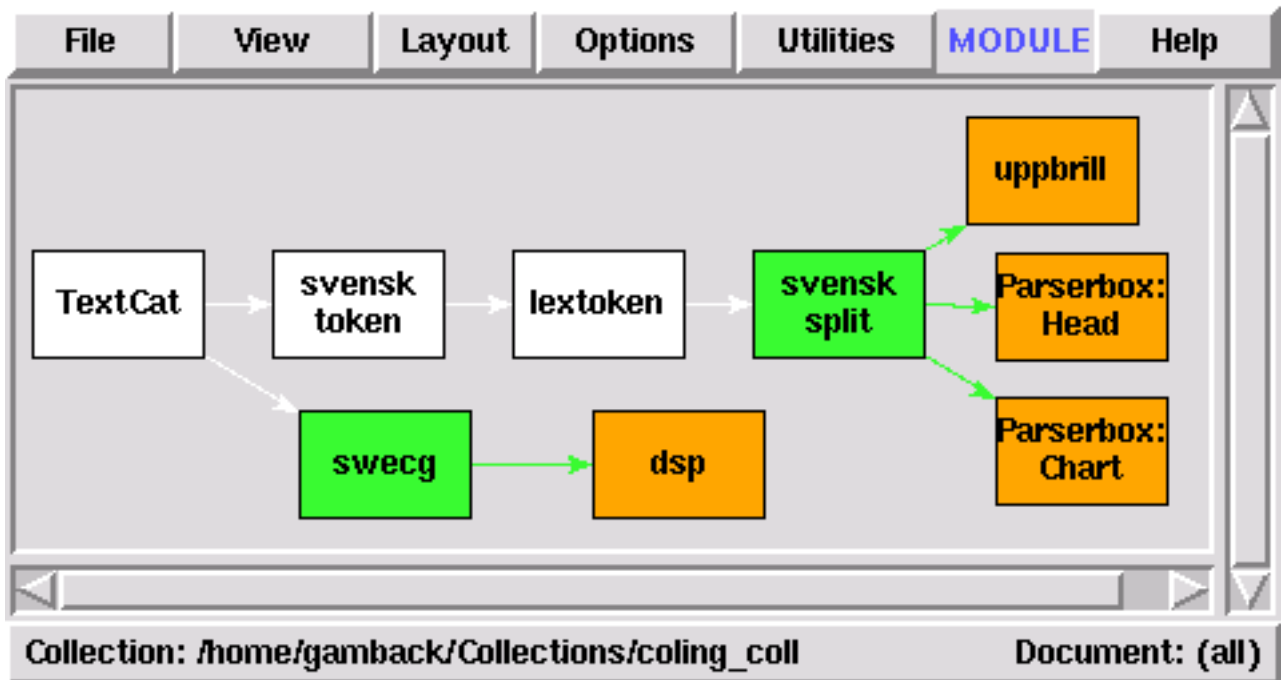 File View Layout Options Utilities MODULE Help
uppbrill
TextCat
svensk
token
lextoken
svensk
split
Parserbox:
Head
Parserbox:
Chart
swecg
dsp
Collection: /home/gamback/Collections/coling_coll Document: (all)